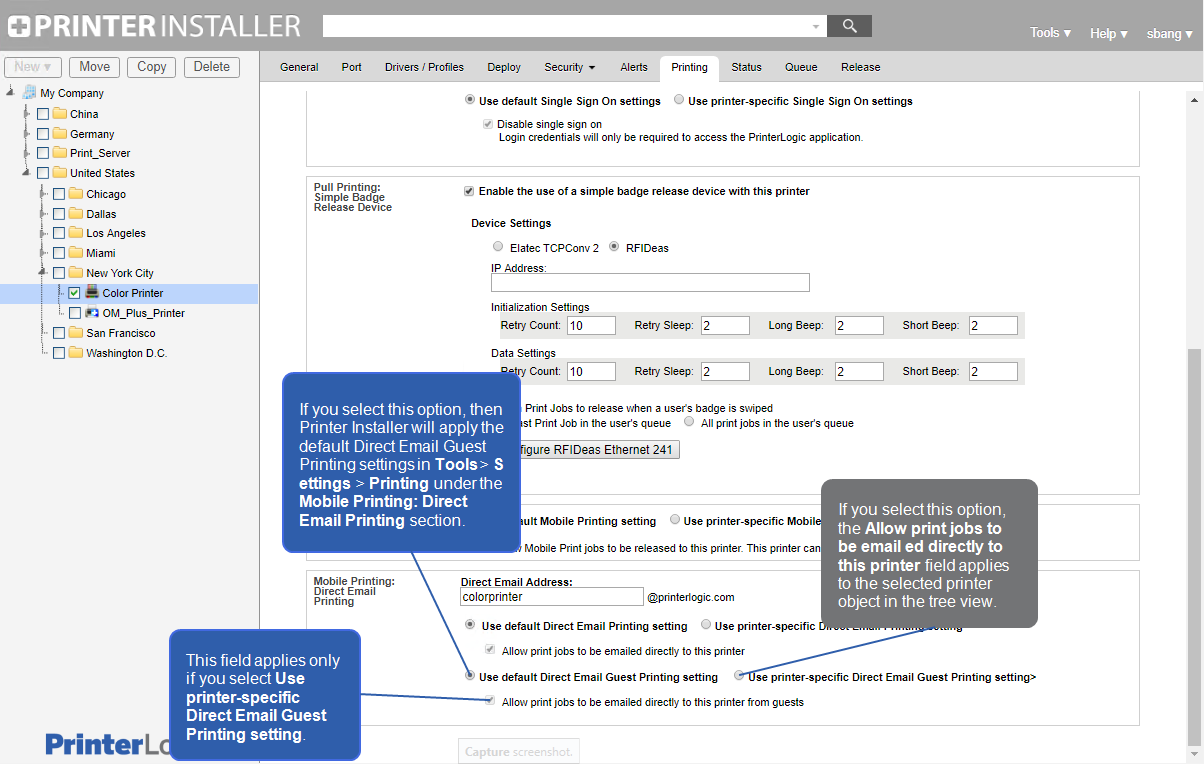 PRINTER INSTALLER
Tools ▾ Help ▾ sbang ▾
New ▾ Move Copy Delete
General Port Drivers / Profiles Deploy Security ▾ Alerts Printing Status Queue Release
My Company
China
Germany
Print_Server
United States
Chicago
Dallas
Los Angeles
Miami
New York City
Color Printer
OM_Plus_Printer
San Francisco
Washington D.C.
Use default Single Sign On settings Use printer-specific Single Sign On settings
Disable single sign on
Login credentials will only be required to access the PrinterLogic application.
Pull Printing:
Simple Badge
Release Device
Enable the use of a simple badge release device with this printer
Device Settings
Elatec TCPConv 2 RFIDeas
IP Address:
Initialization Settings
Retry Count: 10 Retry Sleep: 2 Long Beep: 2 Short Beep: 2
Data Settings
Retry Count: 10 Retry Sleep: 2 Long Beep: 2 Short Beep: 2
Print Jobs to release when a user's badge is swiped
Print Job in the user's queue All print jobs in the user's queue
RFIDeas Ethernet 241
If you select this option, then
Printer Installer will apply the
default Direct Email Guest
Printing settings in Tools > S
ettings > Printing under the
Mobile Printing: Direct
Email Printing section.
Mobile Printing setting Use printer-specific Mobile
Mobile Print jobs to be released to this printer. This printer can
If you select this option,
the Allow print jobs to
be email ed directly to
this printer field applies
to the selected printer
object in the tree view.
Mobile Printing:
Direct Email
Printing
Direct Email Address:
colorprinter @printerlogic.com
Use default Direct Email Printing setting Use printer-specific Direct Email Printing setting
Allow print jobs to be emailed directly to this printer
Use default Direct Email Guest Printing setting Use printer-specific Direct Email Guest Printing setting>
Allow print jobs to be emailed directly to this printer from guests
This field applies only
if you select Use
printer-specific
Direct Email Guest
Printing setting.
PrinterLo
Capture screenshot.